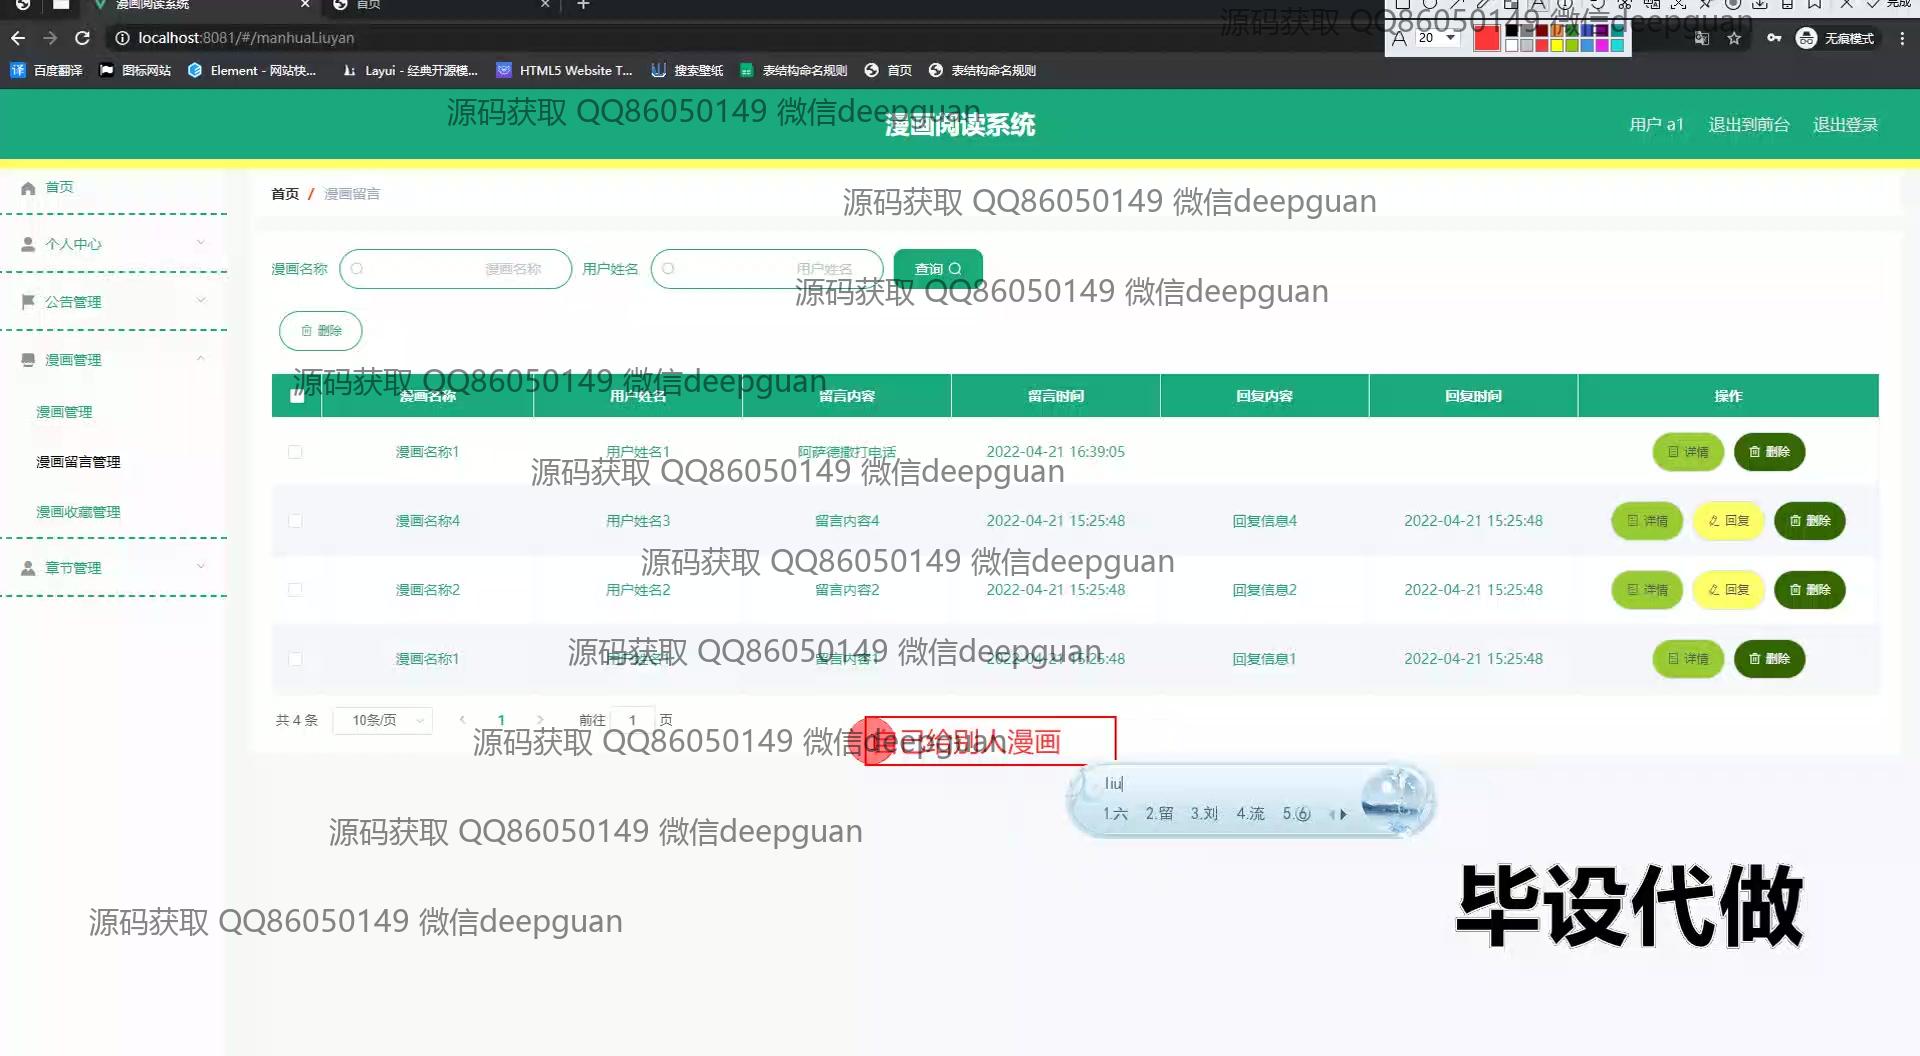 漫画阅读系统
首页
localhost:8081/#/manhuaLiuyan
A 20
完成
无痕模式
百度翻译 图标网站 Element - 网站快... Layui - 经典开源模... HTML5 Website T... 搜索壁纸 表结构命名规则 首页 表结构命名规则
源码获取 QQ86050149 微信deepguan
源码获取 QQ86050149 微信deepguan
漫画阅读系统
用户 a1 退出到前台 退出登录
首页
个人中心
公告管理
漫画管理
漫画管理
漫画留言管理
漫画收藏管理
章节管理
首页 / 漫画留言
源码获取 QQ86050149 微信deepguan
漫画名称 漫画名称 用户姓名 用户姓名 查询
源码获取 QQ86050149 微信deepguan
删除
源码获取 QQ86050149 微信deepguan
漫画名称 用户姓名 留言内容 留言时间 回复内容 回复时间 操作
漫画名称1 用户姓名1 阿萨德撒打电话 2022-04-21 16:39:05 详情 删除
源码获取 QQ86050149 微信deepguan
漫画名称4 用户姓名3 留言内容4 2022-04-21 15:25:48 回复信息4 2022-04-21 15:25:48 详情 回复 删除
源码获取 QQ86050149 微信deepguan
漫画名称2 用户姓名2 留言内容2 2022-04-21 15:25:48 回复信息2 2022-04-21 15:25:48 详情 回复 删除
源码获取 QQ86050149 微信deepguan
漫画名称1 用户姓名1 留言内容1 2022-04-21 15:25:48 回复信息1 2022-04-21 15:25:48 详情 删除
共 4 条 10条/页 1 前往 1 页
源码获取 QQ86050149 微信deepguan
自己给别人漫画
liu
1.六 2.留 3.刘 4.流 5.⑥
源码获取 QQ86050149 微信deepguan
毕设代做
源码获取 QQ86050149 微信deepguan